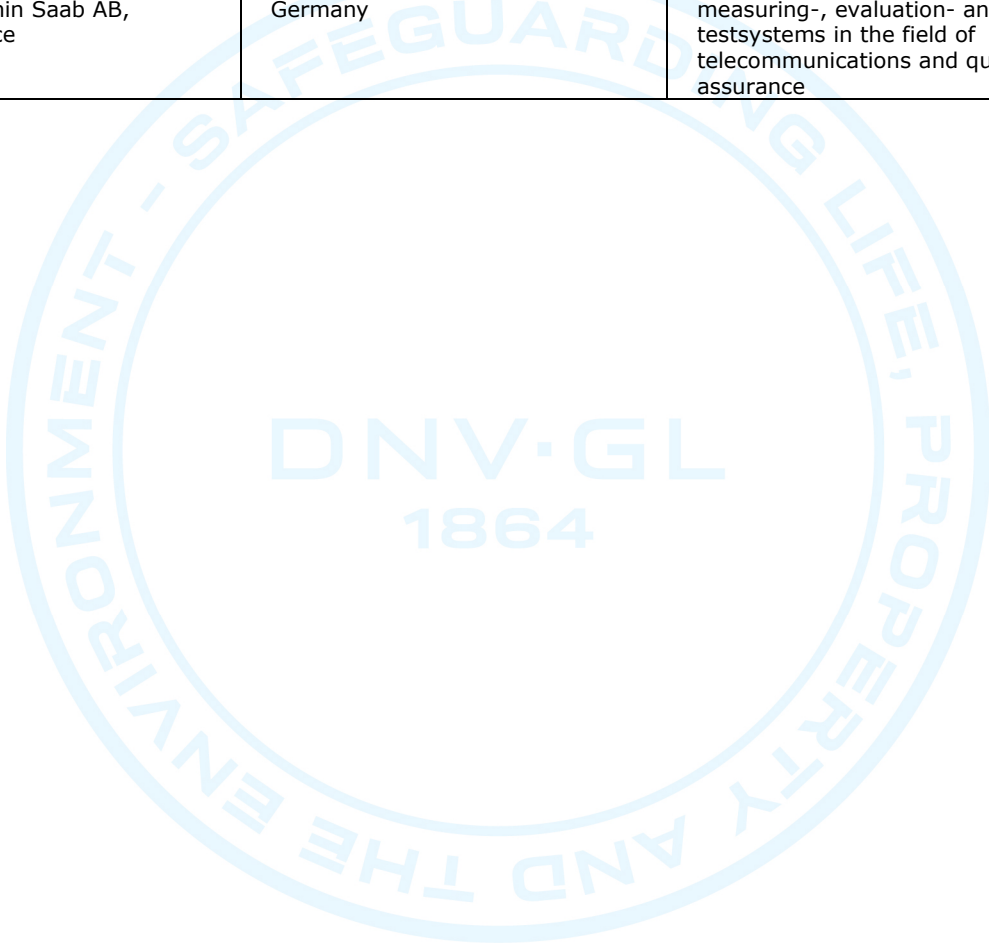 Saab AB,
ce
Germany
measuring-, evaluation- an
testsystems in the field of
telecommunications and qu
assurance
SAFEGUARDING LIFE, PROPERTY AND THE ENVIRONMENT -
DNV·GL
1864